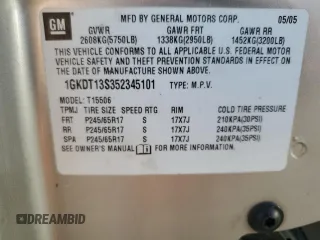 GM
MFD BY GENERAL MOTORS CORP. 05/05
GVWR GAWR FRT GAWR RR
2608KG(5750LB) 1338KG(2950LB) 1452KG(3200LB)
THIS VEHICLE CONFORMS TO ALL APPLICABLE U.S. FEDERAL MOTOR
VEHICLE SAFETY AND THEFT PREVENTION STANDARDS IN EFFECT ON
THE DATE OF MANUFACTURE SHOWN ABOVE.
1GKDT13S352345101 TYPE: M.P.V.
MODEL: T15506
TPMJ TIRE SIZE SPEED RTG RIM COLD TIRE PRESSURE
FRT P245/65R17 S 17X7J 210KPA(30PSI)
RR P245/65R17 S 17X7J 240KPA(35PSI)
SPA P245/65R17 S 17X7J 240KPA(35PSI)
SEE OWNER'S MANUAL FOR MORE INFORMATION.
©DREAMBID
dreambid.com